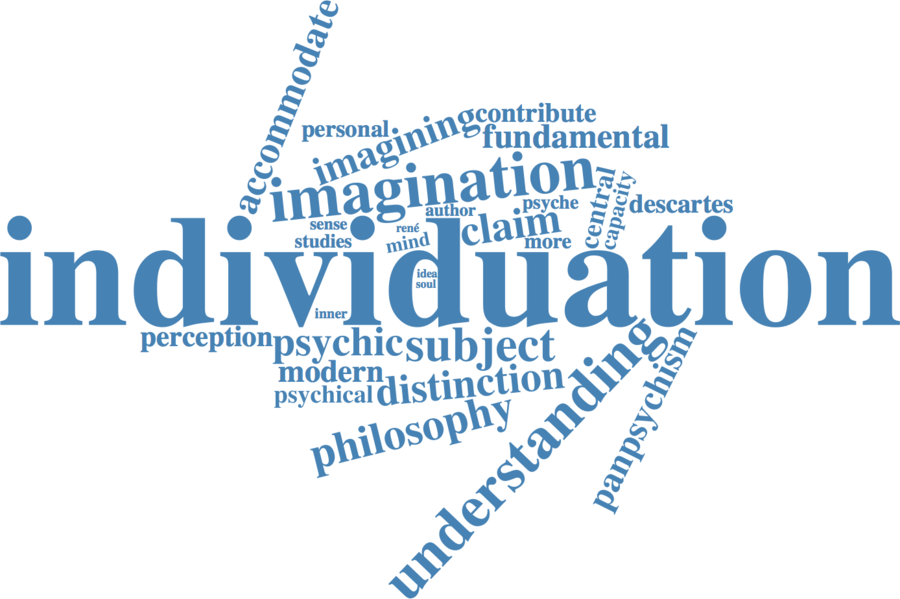 accommodate
personal
imagining
contribute
fundamental
imagination
central
capacity
descartes
psyche
author
claim
sense
studies
rené
mind
more
individuation
idea
soul
inner
perception
psychic
subject
modern
psychical
distinction
philosophy
understanding
panpsychism